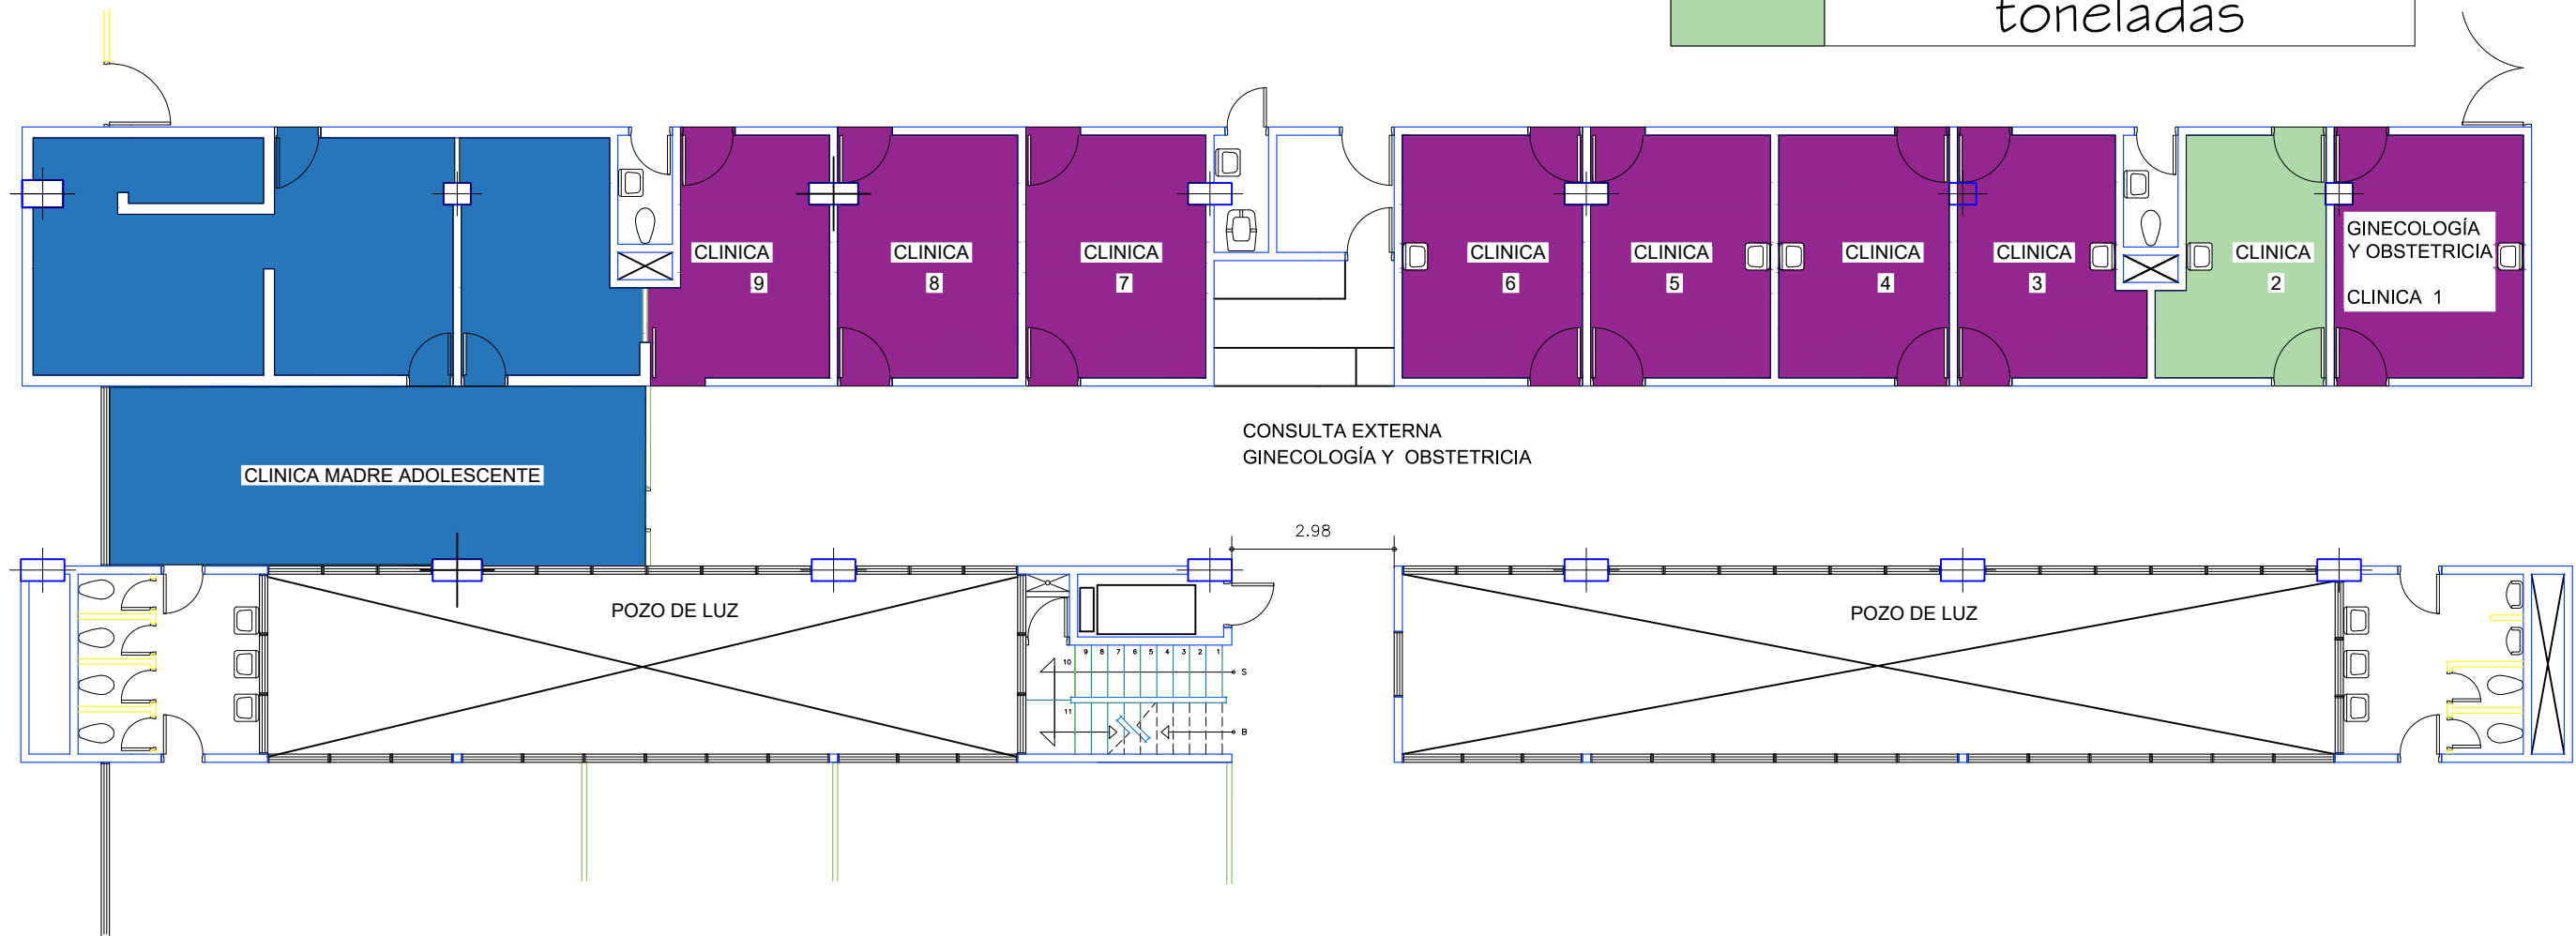 toneladas
CLINICA
9
CLINICA
8
CLINICA
7
CLINICA
6
CLINICA
5
CLINICA
4
CLINICA
3
CLINICA
2
GINECOLOGÍA
Y OBSTETRICIA
CLINICA 1
CONSULTA EXTERNA
GINECOLOGÍA Y OBSTETRICIA
CLINICA MADRE ADOLESCENTE
2.98
POZO DE LUZ
POZO DE LUZ
9 8 7 6 5 4 3 2 1
10
S
11
B